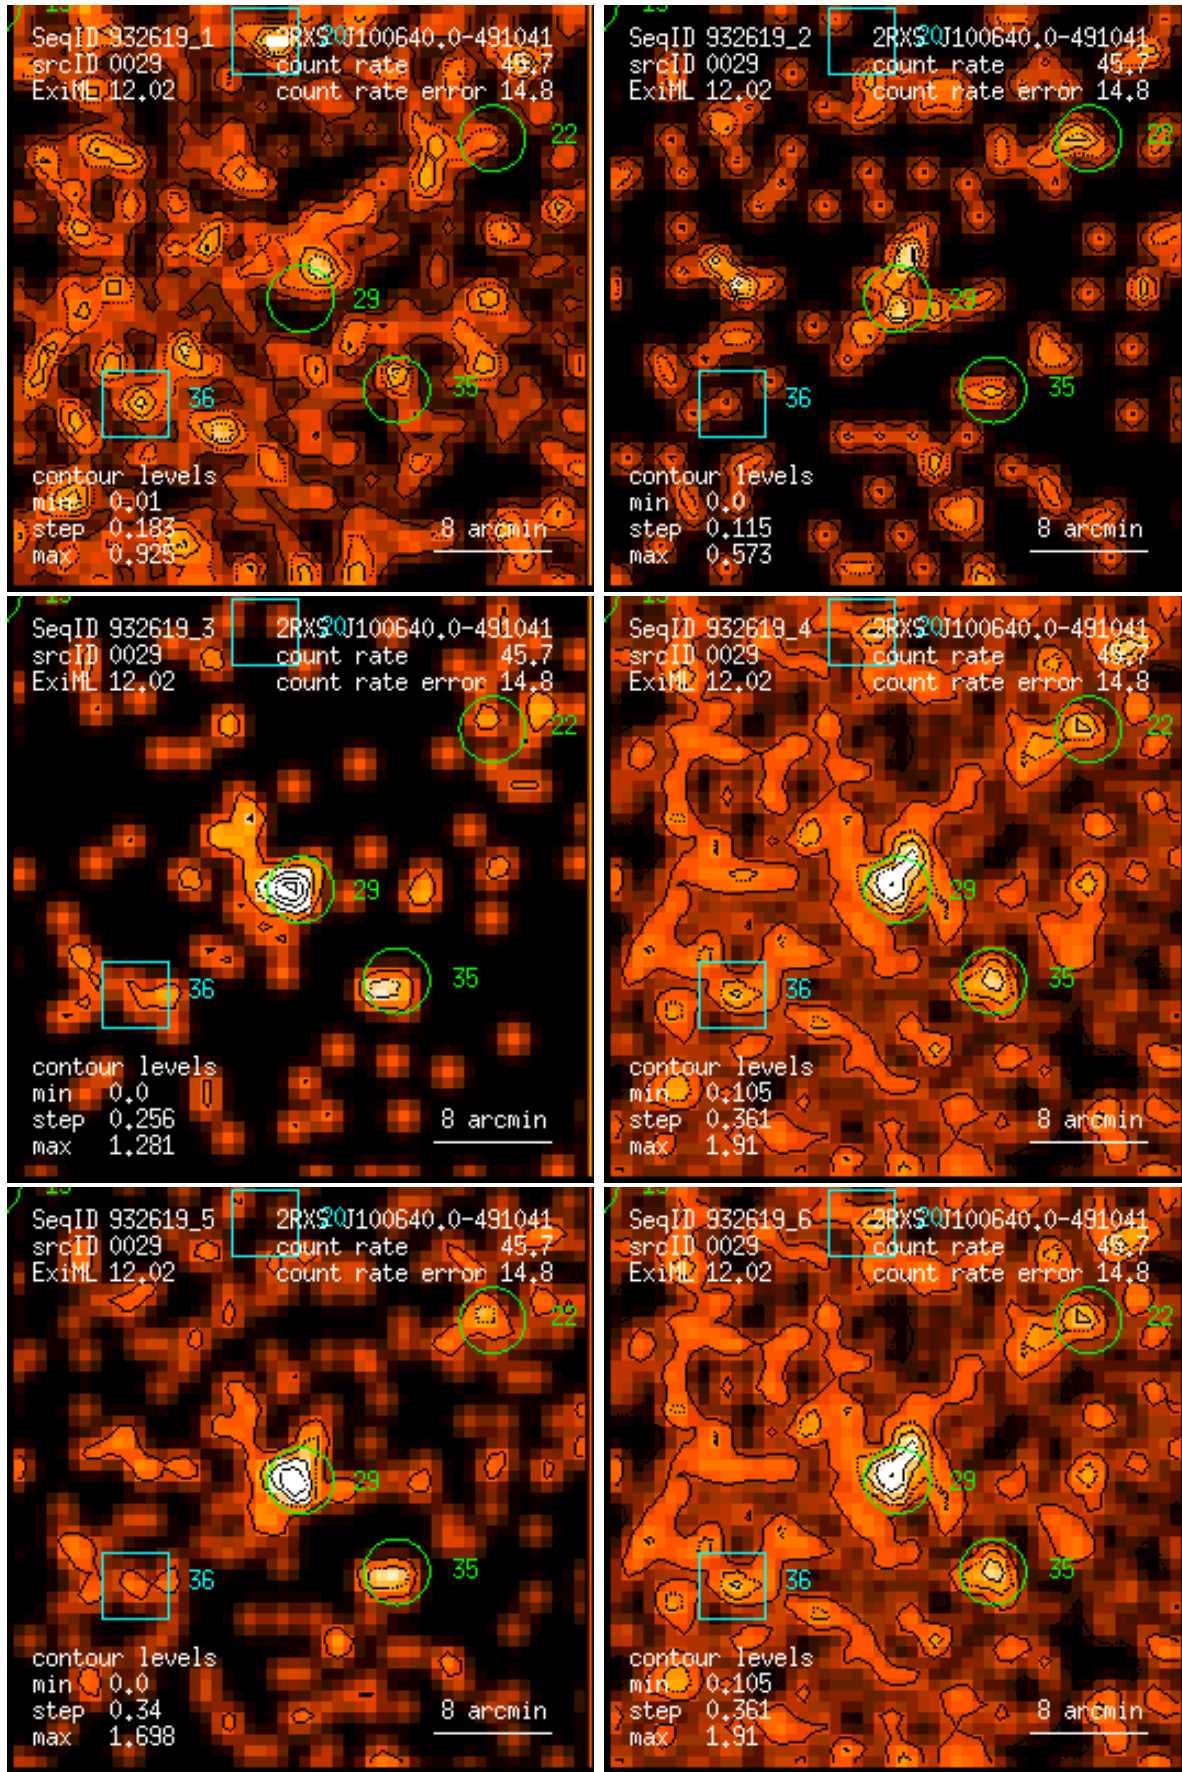 13
SeqID 932619_1 2RXS J100640.0-491041
20
srcID 0029 count rate 45.7
ExiML 12.02 count rate error 14.8
22
29
35
36
contour levels
min 0.01
step 0.183
max 0.925
8 arcmin
13
SeqID 932619_2 2RXS J100640.0-491041
20
srcID 0029 count rate 45.7
ExiML 12.02 count rate error 14.8
22
29
35
36
contour levels
min 0.0
step 0.115
max 0.573
8 arcmin
13
SeqID 932619_3 2RXS J100640.0-491041
20
srcID 0029 count rate 45.7
ExiML 12.02 count rate error 14.8
22
29
35
36
contour levels
min 0.0
step 0.256
max 1.281
8 arcmin
13
SeqID 932619_4 2RXS J100640.0-491041
20
srcID 0029 count rate 45.7
ExiML 12.02 count rate error 14.8
22
29
35
36
contour levels
min 0.105
step 0.361
max 1.91
8 arcmin
13
SeqID 932619_5 2RXS J100640.0-491041
20
srcID 0029 count rate 45.7
ExiML 12.02 count rate error 14.8
22
29
35
36
contour levels
min 0.0
step 0.34
max 1.698
8 arcmin
13
SeqID 932619_6 2RXS J100640.0-491041
20
srcID 0029 count rate 45.7
ExiML 12.02 count rate error 14.8
22
29
35
36
contour levels
min 0.105
step 0.361
max 1.91
8 arcmin